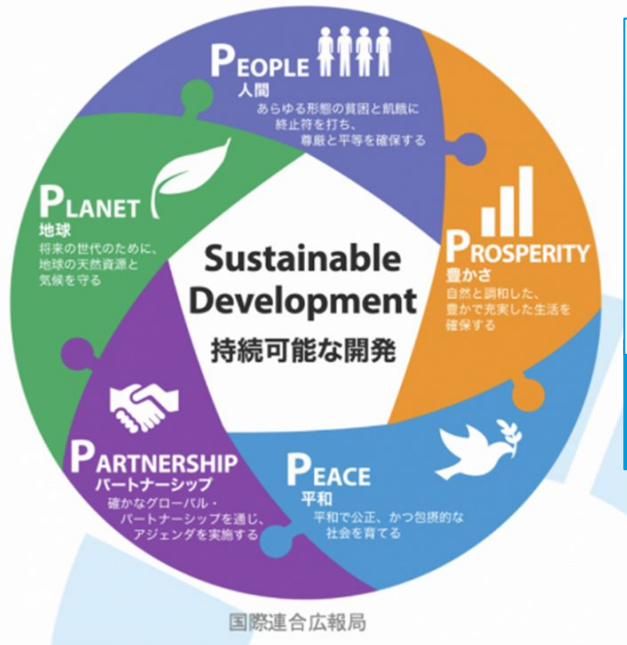 PEOPLE
人間
あらゆる形態の貧困と飢餓に
終止符を打ち、
尊厳と平等を確保する
PROSPERITY
豊かさ
自然と調和した、
豊かで充実した生活を
確保する
PEACE
平和
平和で公正、かつ包摂的な
社会を育てる
PARTNERSHIP
パートナーシップ
確かなグローバル・
パートナーシップを通じ、
アジェンダを実施する
PLANET
地球
将来の世代のために、
地球の天然資源と
気候を守る
Sustainable
Development
持続可能な開発
国際連合広報局